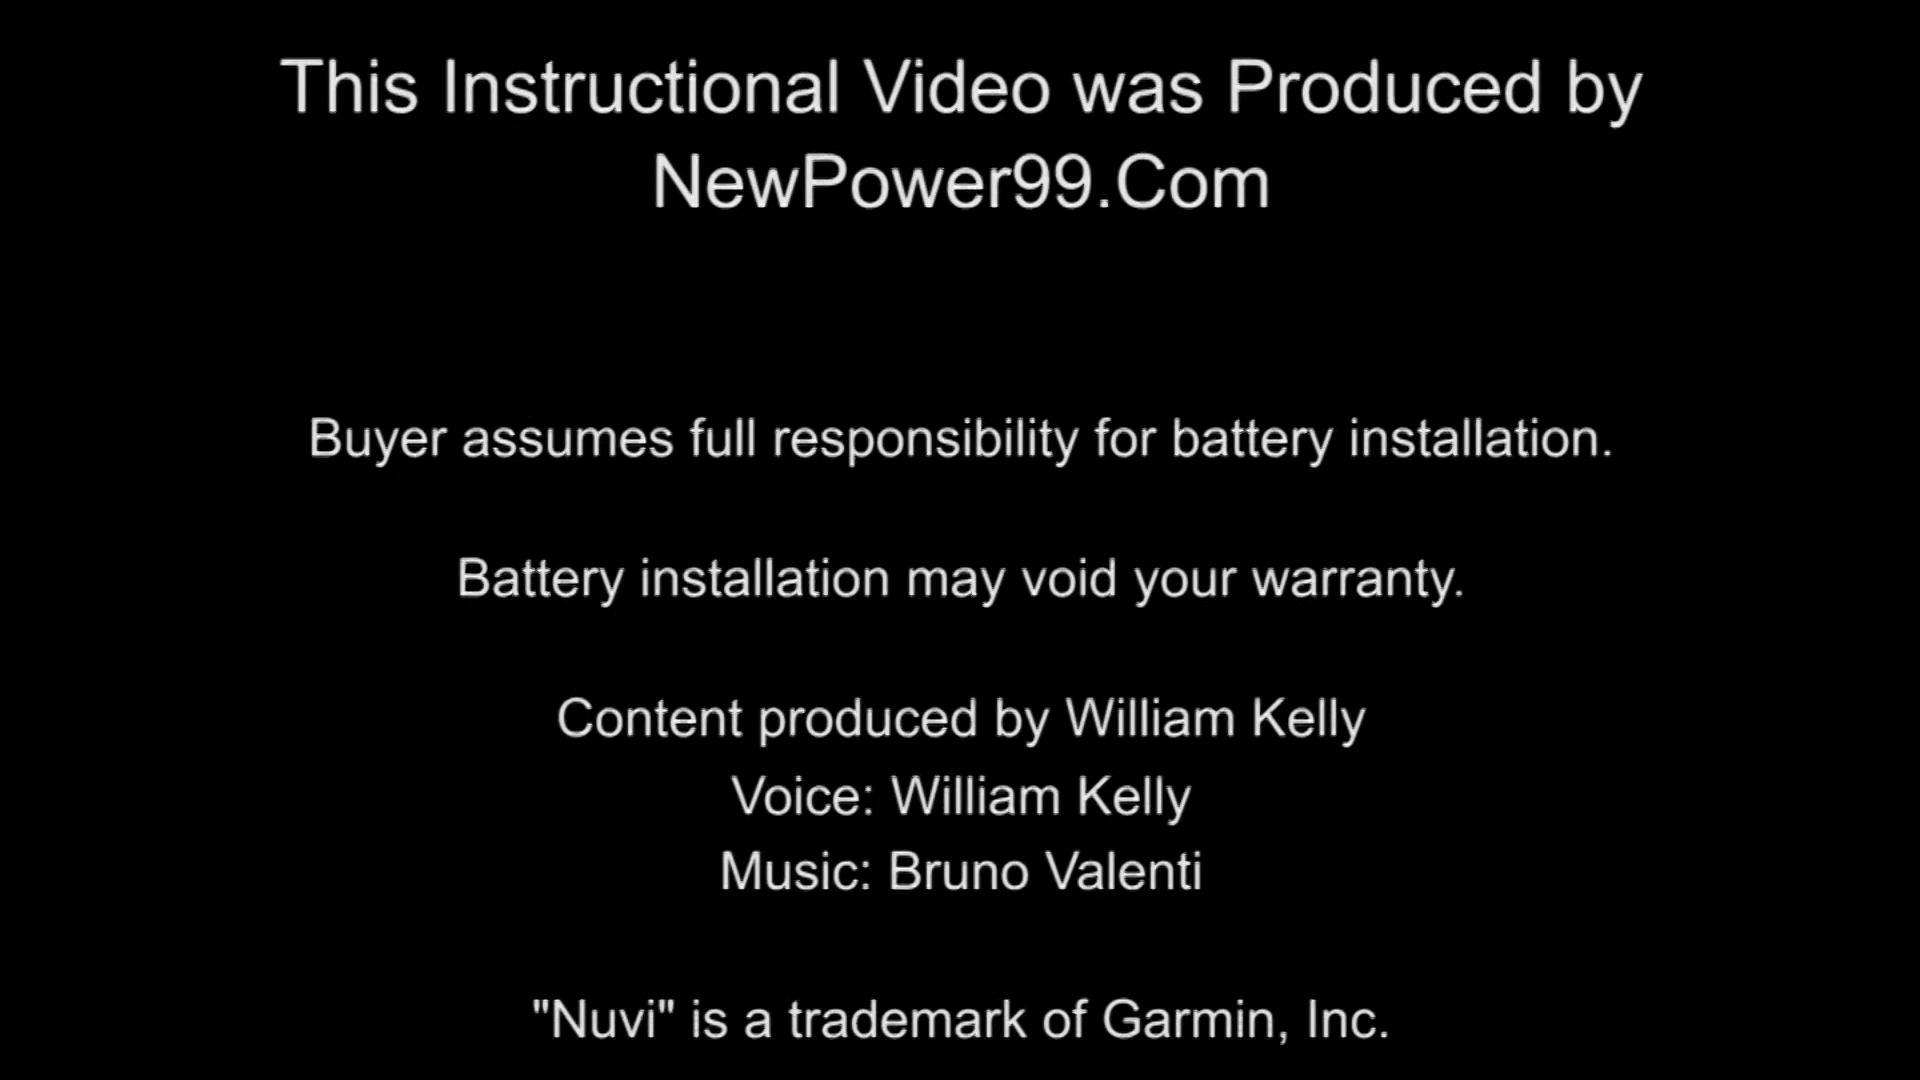 This Instructional Video was Produced by
NewPower99.Com
Buyer assumes full responsibility for battery installation.
Battery installation may void your warranty.
Content produced by William Kelly
Voice: William Kelly
Music: Bruno Valenti
"Nuvi" is a trademark of Garmin, Inc.